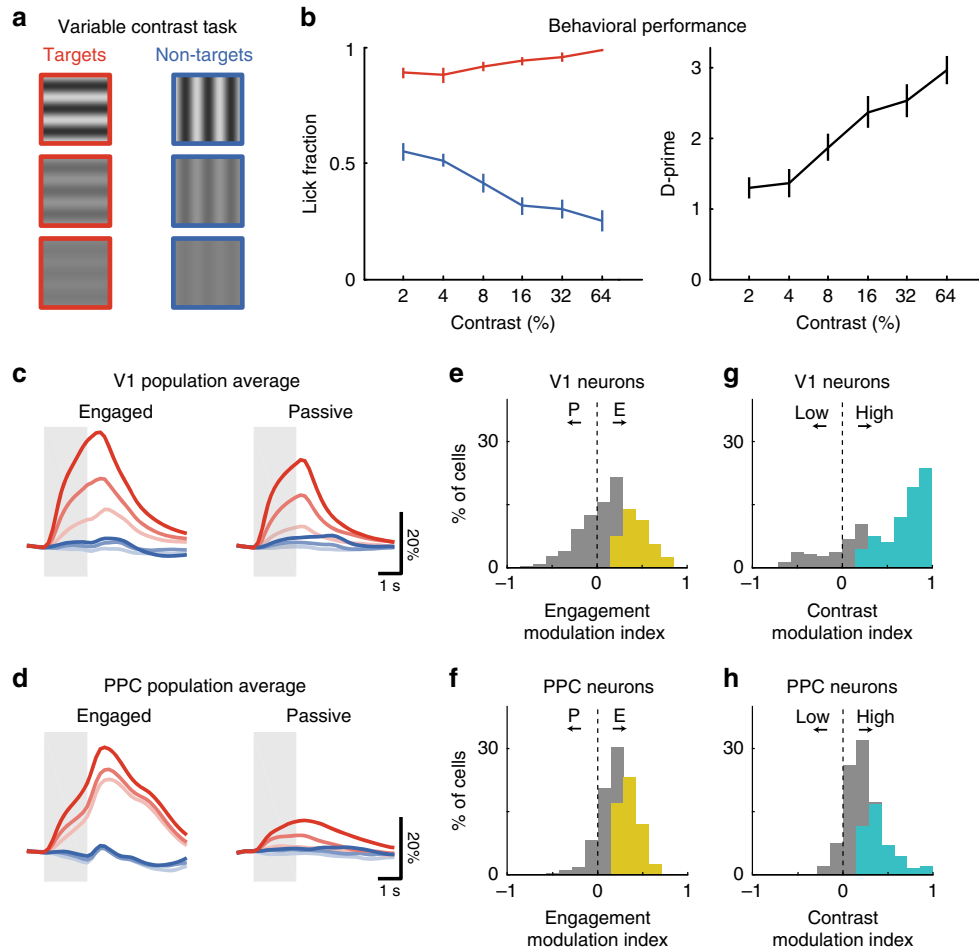 a
Variable contrast task
Targets
Non-targets
b
Behavioral performance
1
0.5
0
Lick fraction
2 4 8 16 32 64
Contrast (%)
3
2
1
0
D-prime
2 4 8 16 32 64
Contrast (%)
c
V1 population average
Engaged
Passive
20%
1 s
d
PPC population average
Engaged
Passive
20%
1 s
e
V1 neurons
P E
30
0
% of cells
−1 0 1
Engagement
modulation index
g
V1 neurons
Low High
30
0
−1 0 1
Contrast
modulation index
f
PPC neurons
P E
30
0
% of cells
−1 0 1
Engagement
modulation index
h
PPC neurons
Low High
30
0
−1 0 1
Contrast
modulation index